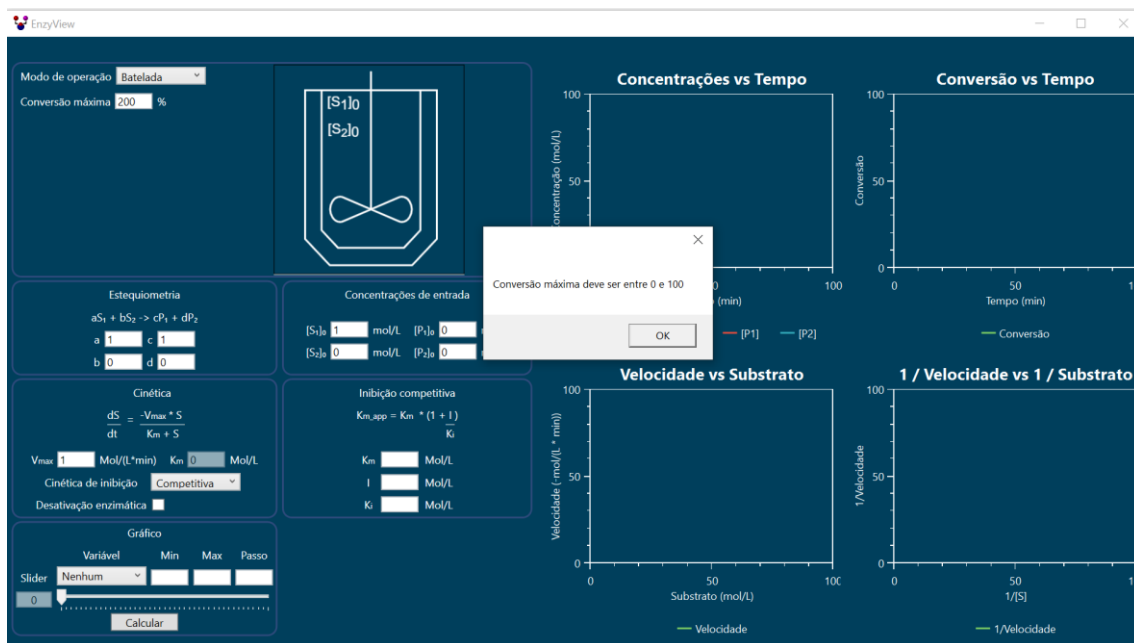 EnzyView
Modo de operação Batelada
Conversão máxima 200 %
[S1]0
[S2]0
Estequiometria
aS₁ + bS₂ -> cP₁ + dP₂
a 1 c 1
b 0 d 0
Concentrações de entrada
[S₁]₀ 1 mol/L [P₁]₀ 0
[S₂]₀ 0 mol/L [P₂]₀ 0
Cinética
dS = -Vmax * S
dt Km + S
Vmax 1 Mol/(L*min) Km 0 Mol/L
Cinética de inibição Competitiva
Desativação enzimática
Inibição competitiva
Km_app = Km * (1 + I )
Ki
Km Mol/L
I Mol/L
Ki Mol/L
Gráfico
Variável Min Max Passo
Slider Nenhum
0
Calcular
Conversão máxima deve ser entre 0 e 100
OK
Concentrações vs Tempo
100
50
oncentração (mol/L)
0
(min)
[P1] [P2]
Conversão vs Tempo
100
50
0
Conversão
0 50
Tempo (min)
Conversão
Velocidade vs Substrato
100
50
0
Velocidade (-mol/(L * min))
0 50 100
Substrato (mol/L)
Velocidade
1 / Velocidade vs 1 / Substrato
100
50
0
1/Velocidade
0 50 1
1/[S]
1/Velocidade